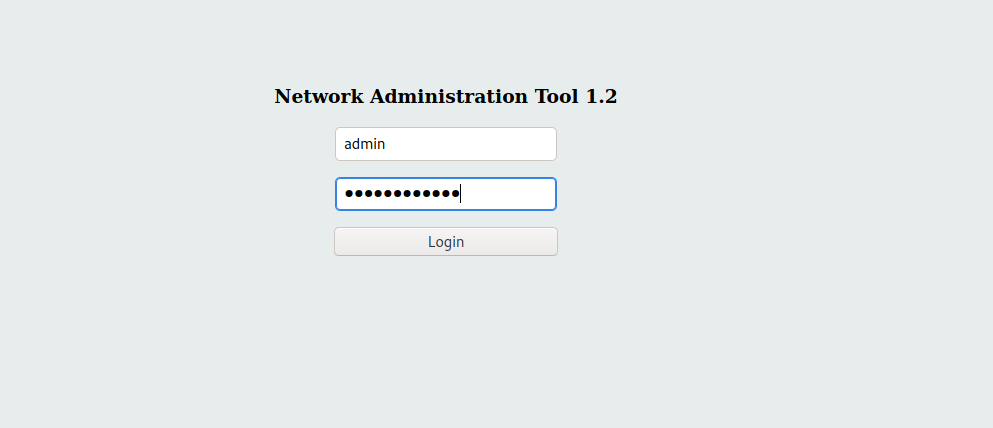 Network Administration Tool 1.2
admin
●●●●●●●●●●●●
Login